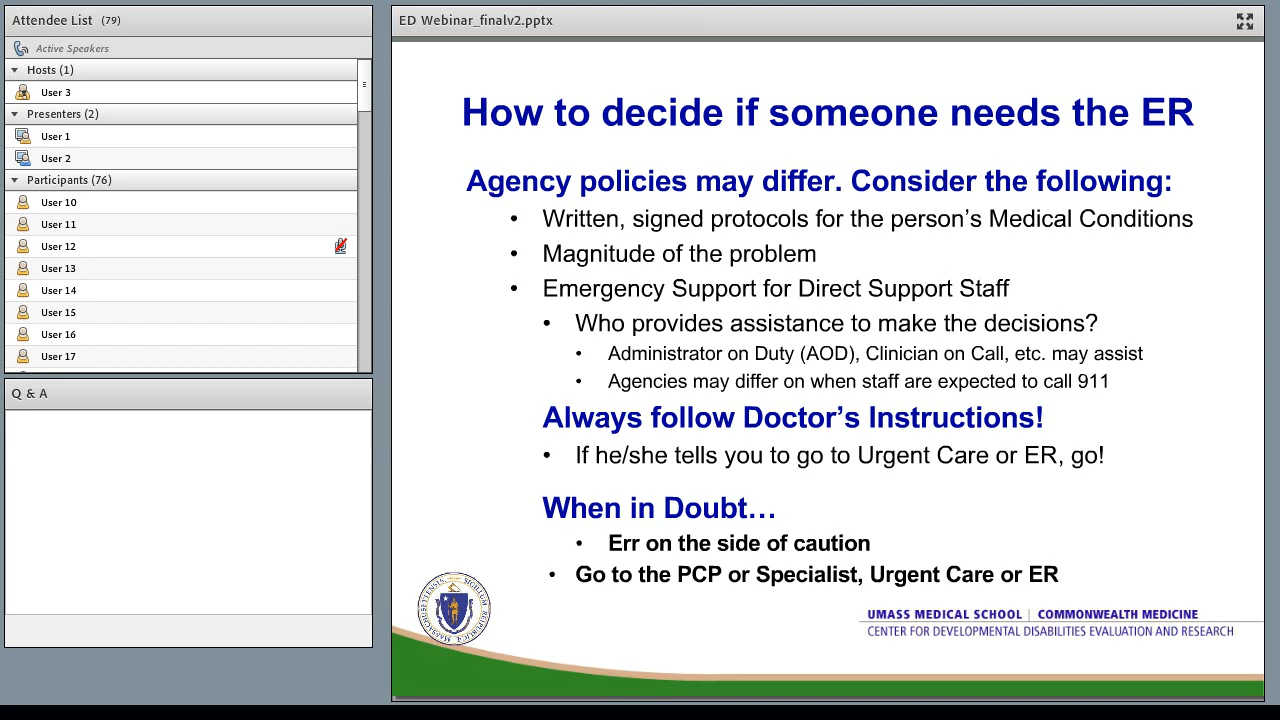 Attendee List (79)
Active Speakers
Hosts (1)
User 3
Presenters (2)
User 1
User 2
Participants (76)
User 10
User 11
User 12
User 13
User 14
User 15
User 16
User 17
Q & A
ED Webinar_finalv2.pptx
How to decide if someone needs the ER
Agency policies may differ. Consider the following:
• Written, signed protocols for the person’s Medical Conditions
• Magnitude of the problem
• Emergency Support for Direct Support Staff
• Who provides assistance to make the decisions?
• Administrator on Duty (AOD), Clinician on Call, etc. may assist
• Agencies may differ on when staff are expected to call 911
Always follow Doctor’s Instructions!
• If he/she tells you to go to Urgent Care or ER, go!
When in Doubt…
• Err on the side of caution
• Go to the PCP or Specialist, Urgent Care or ER
UMASS MEDICAL SCHOOL | COMMONWEALTH MEDICINE
CENTER FOR DEVELOPMENTAL DISABILITIES EVALUATION AND RESEARCH